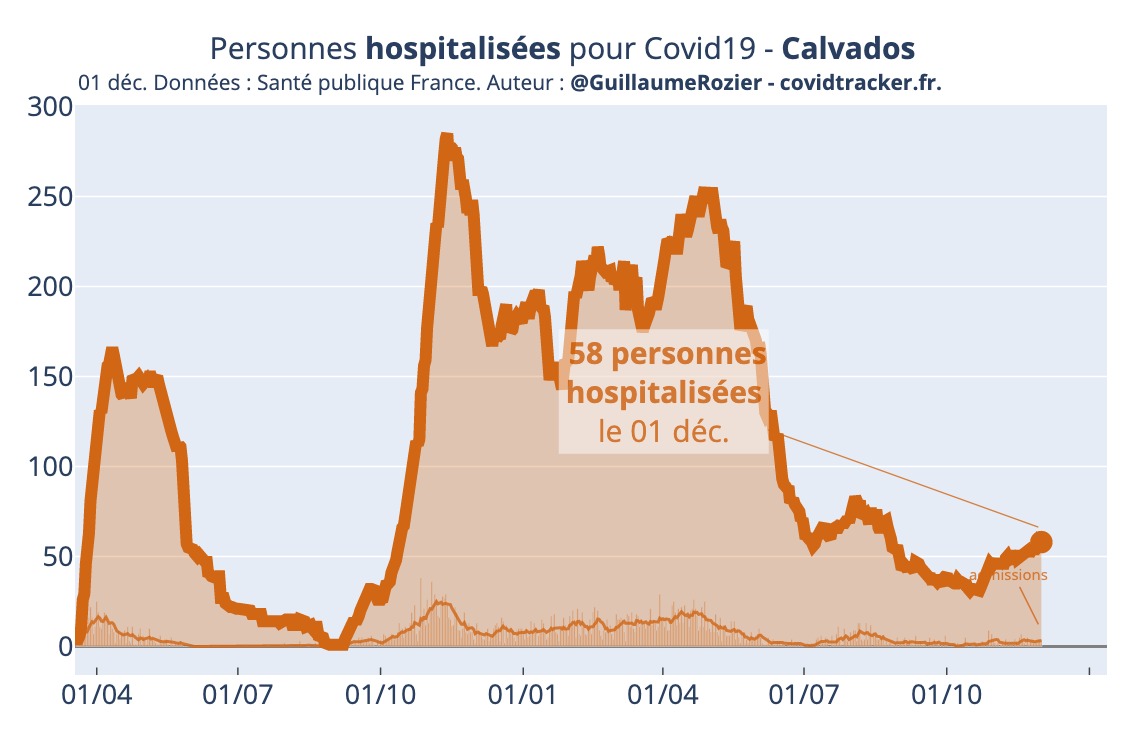 Personnes hospitalisées pour Covid19 - Calvados
01 déc. Données : Santé publique France. Auteur : @GuillaumeRozier - covidtracker.fr.
300
250
200
150
100
50
0
58 personnes
hospitalisées
le 01 déc.
admissions
01/04 01/07 01/10 01/01 01/04 01/07 01/10